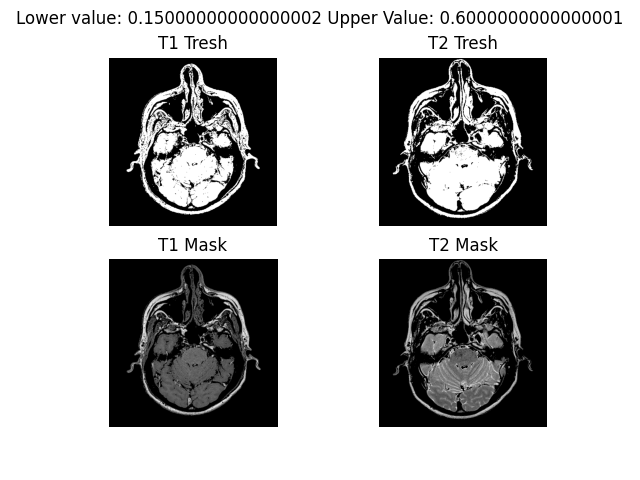 Lower value: 0.15000000000000002 Upper Value: 0.6000000000000001
T1 Tresh
T2 Tresh
T1 Mask
T2 Mask